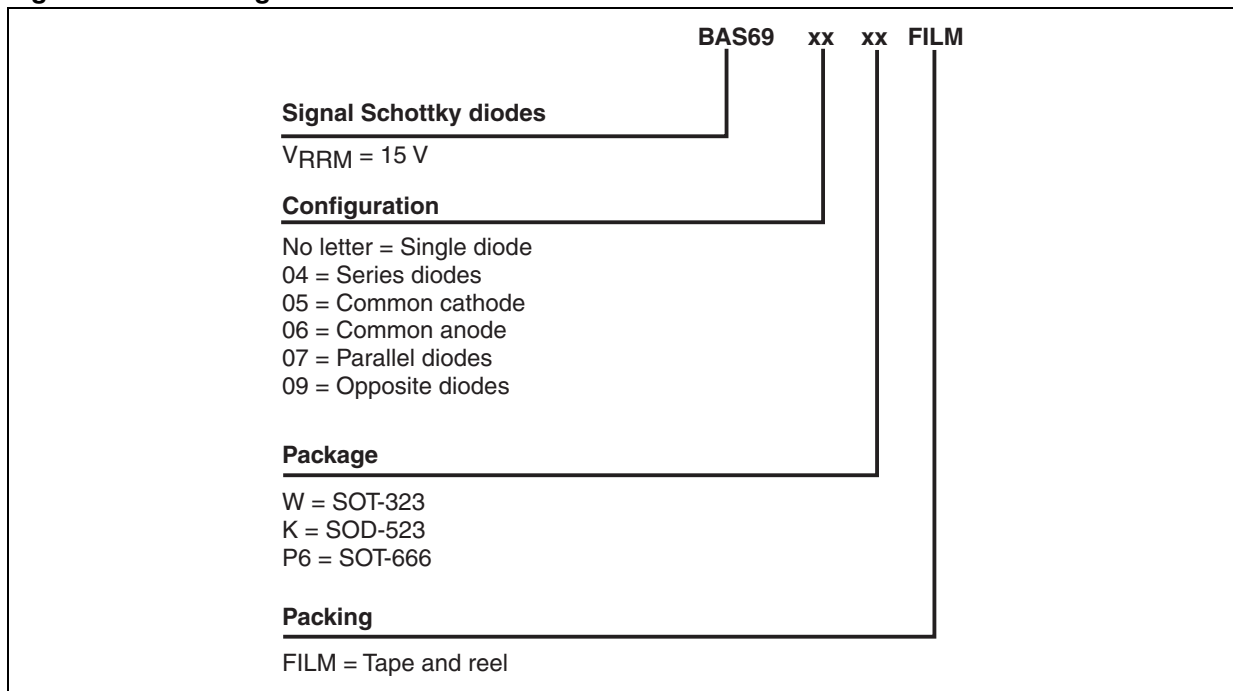 BAS69 xx xx FILM
Signal Schottky diodes
VRRM = 15 V
Configuration
No letter = Single diode
04 = Series diodes
05 = Common cathode
06 = Common anode
07 = Parallel diodes
09 = Opposite diodes
Package
W = SOT-323
K = SOD-523
P6 = SOT-666
Packing
FILM = Tape and reel